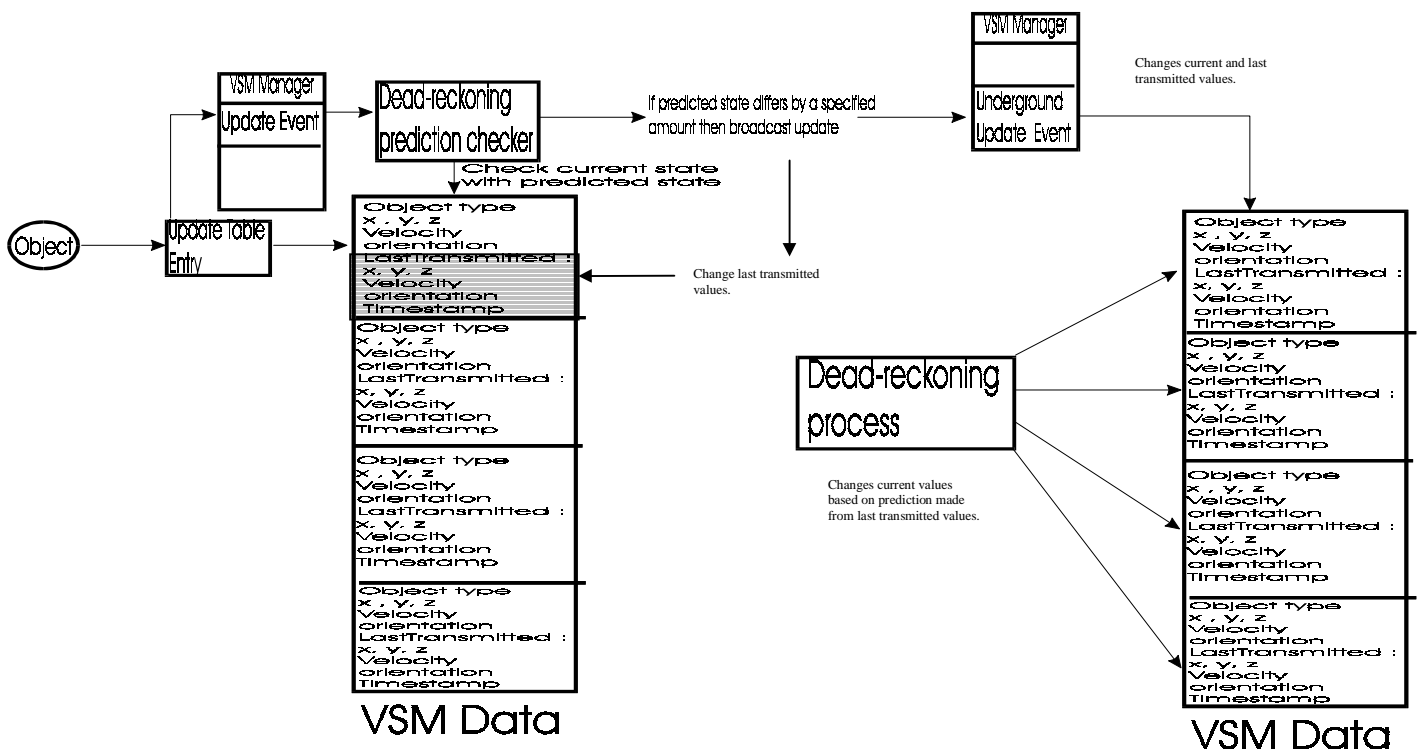 VSM Manager
Update Event
Dead-reckoning
prediction checker
If predicted state differs by a specified
amount then broadcast update
VSM Manager
Underground
Update Event
Changes current and last
transmitted values.
Check current state
with predicted state
Object
Update Table
Entry
Object type
x , y, z
Velocity
orientation
LastTransmitted :
x, y, z
Velocity
orientation
Timestamp
Object type
x , y, z
Velocity
orientation
LastTransmitted :
x, y, z
Velocity
orientation
Timestamp
Object type
x , y, z
Velocity
orientation
LastTransmitted :
x, y, z
Velocity
orientation
Timestamp
Object type
x , y, z
Velocity
orientation
LastTransmitted :
x, y, z
Velocity
orientation
Timestamp
VSM Data
Change last transmitted
values.
Dead-reckoning
process
Changes current values
based on prediction made
from last transmitted values.
Object type
x , y, z
Velocity
orientation
LastTransmitted :
x, y, z
Velocity
orientation
Timestamp
Object type
x , y, z
Velocity
orientation
LastTransmitted :
x, y, z
Velocity
orientation
Timestamp
Object type
x , y, z
Velocity
orientation
LastTransmitted :
x, y, z
Velocity
orientation
Timestamp
Object type
x , y, z
Velocity
orientation
LastTransmitted :
x, y, z
Velocity
orientation
Timestamp
VSM Data